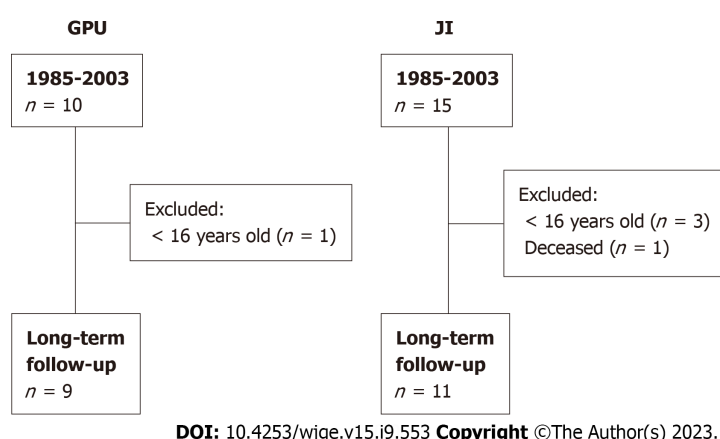 GPU
1985-2003
n = 10
Excluded:
< 16 years old (n = 1)
Long-term
follow-up
n = 9
JI
1985-2003
n = 15
Excluded:
< 16 years old (n = 3)
Deceased (n = 1)
Long-term
follow-up
n = 11
DOI: 10.4253/wjge.v15.i9.553 Copyright ©The Author(s) 2023.